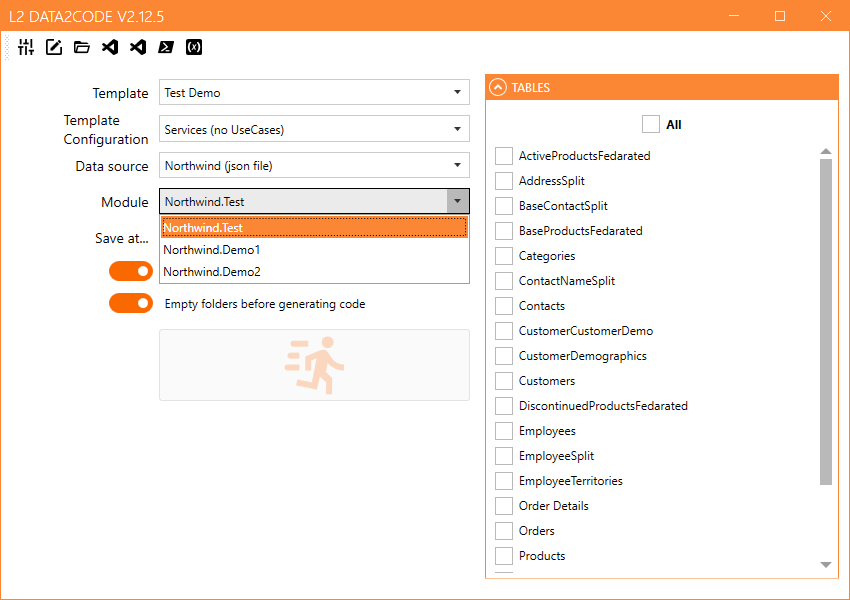 L2 DATA2CODE V2.12.5
Template
Test Demo
Template
Configuration
Services (no UseCases)
Data source
Northwind (json file)
Module
Northwind.Test
Northwind.Test
Save at...
Northwind.Demo1
Northwind.Demo2
Empty folders before generating code
TABLES
All
ActiveProductsFedarated
AddressSplit
BaseContactSplit
BaseProductsFedarated
Categories
ContactNameSplit
Contacts
CustomerCustomerDemo
CustomerDemographics
Customers
DiscontinuedProductsFedarated
Employees
EmployeeSplit
EmployeeTerritories
Order Details
Orders
Products